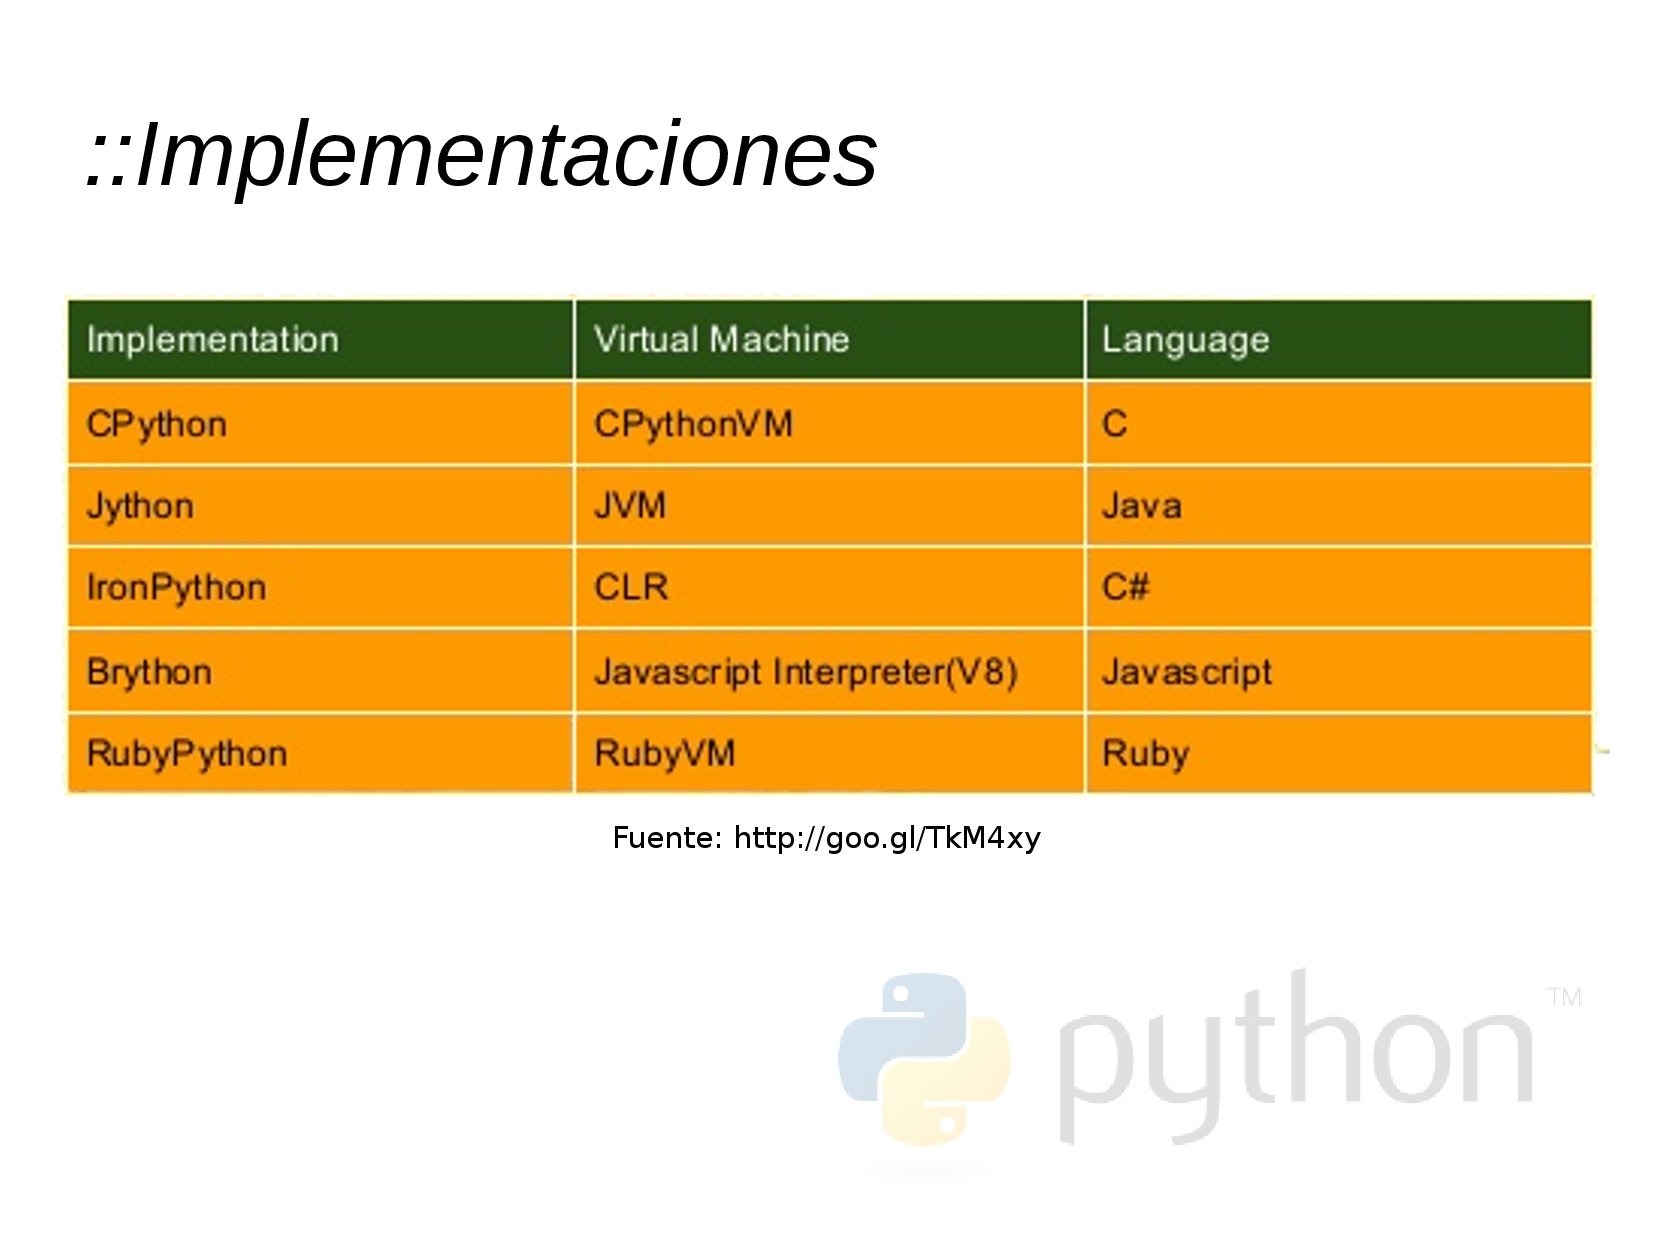 ::Implementaciones
Implementation Virtual Machine Language
CPython CPythonVM C
Jython JVM Java
IronPython CLR C#
Brython Javascript Interpreter(V8) Javascript
RubyPython RubyVM Ruby
Fuente: http://goo.gl/TkM4xy
python TM